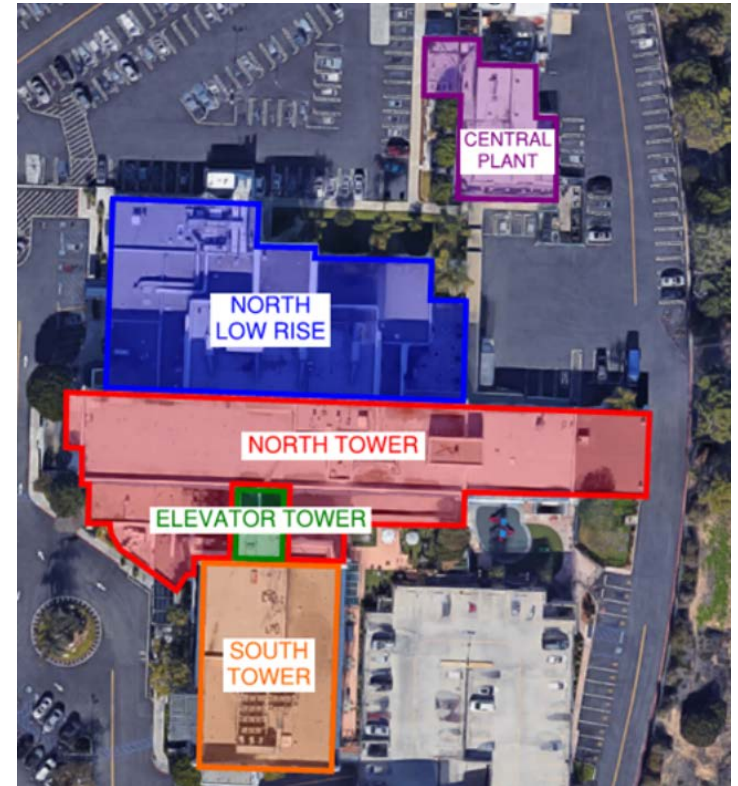 CENTRAL
PLANT
NORTH
LOW RISE
NORTH TOWER
ELEVATOR TOWER
SOUTH
TOWER